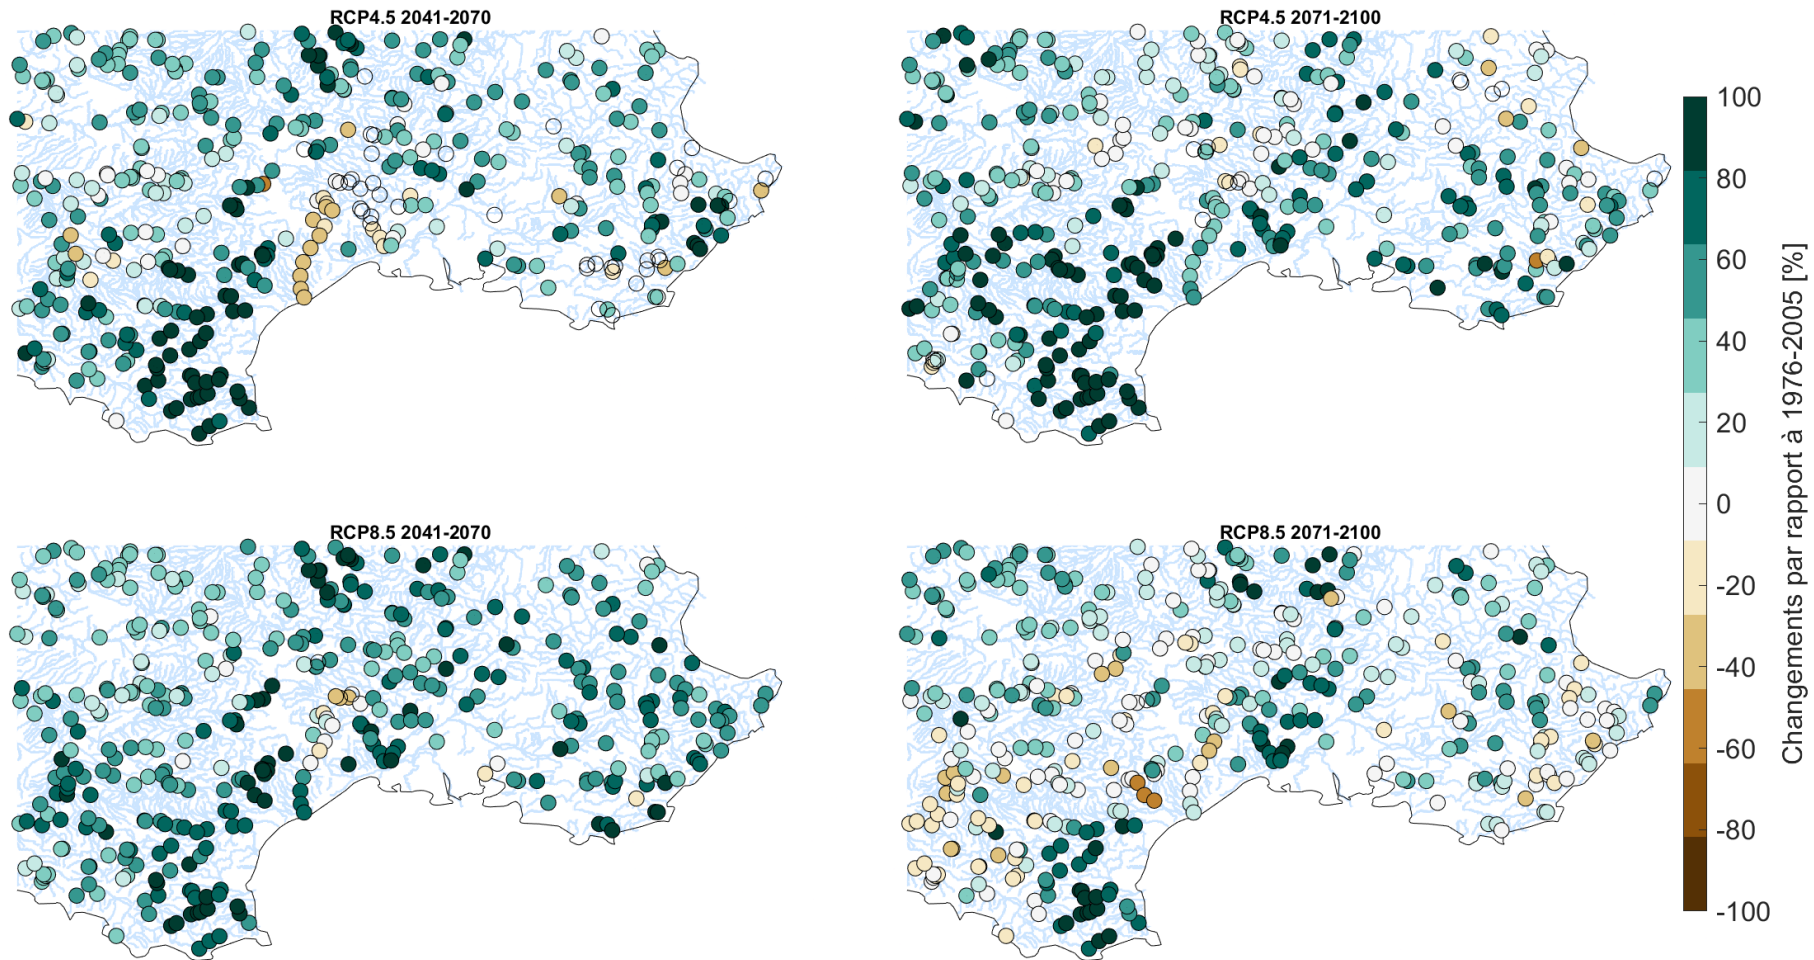 RCP4.5 2041-2070
RCP4.5 2071-2100
RCP8.5 2041-2070
RCP8.5 2071-2100
100
80
60
40
20
0
-20
-40
-60
-80
-100
Changements par rapport à 1976-2005 [%]